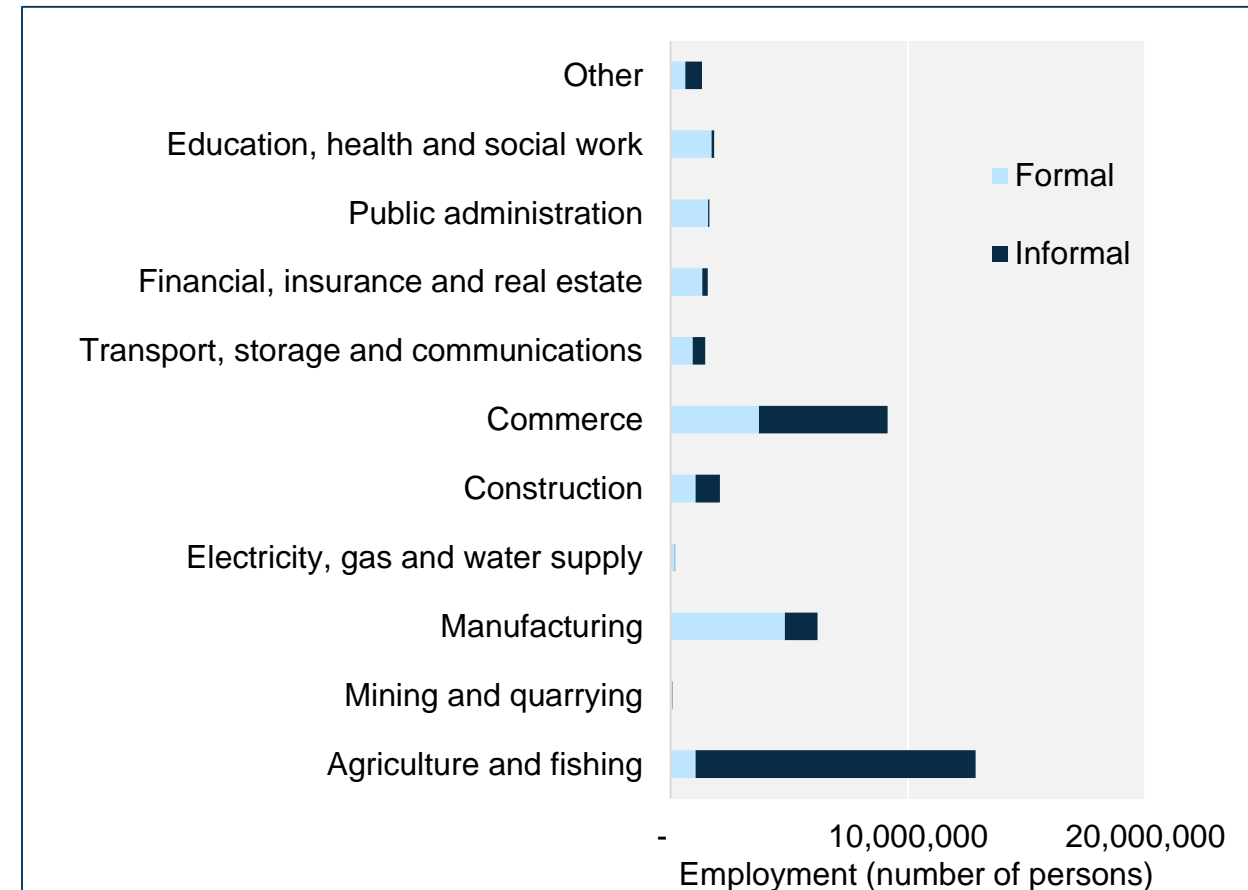 Other
Education, health and social work
Public administration
Financial, insurance and real estate
Transport, storage and communications
Commerce
Construction
Electricity, gas and water supply
Manufacturing
Mining and quarrying
Agriculture and fishing
Formal
Informal
- 10,000,000 20,000,000
Employment (number of persons)